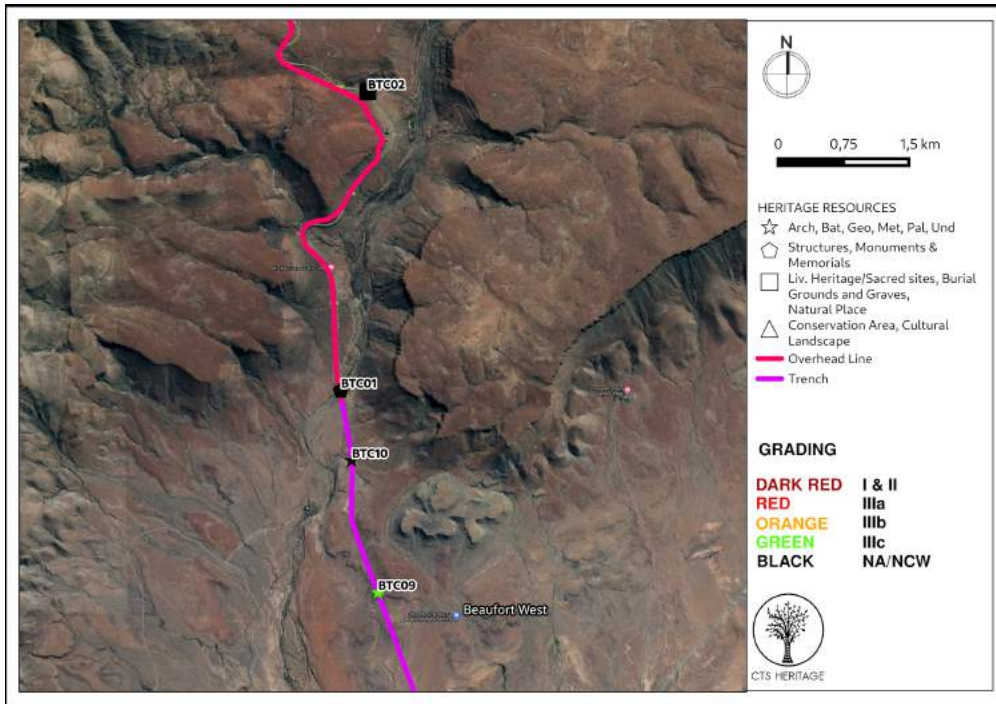 BTC02
BTC01
BTC10
BTC09
Beaufort West
N
0 0,75 1,5 km
HERITAGE RESOURCES
Arch, Bat, Geo, Met, Pal, Und
Structures, Monuments &
Memorials
Liv. Heritage/Sacred sites, Burial
Grounds and Graves,
Natural Place
Conservation Area, Cultural
Landscape
Overhead Line
Trench
GRADING
DARK RED I & II
RED IIIa
ORANGE IIIb
GREEN IIIc
BLACK NA/NCW
CTS HERITAGE